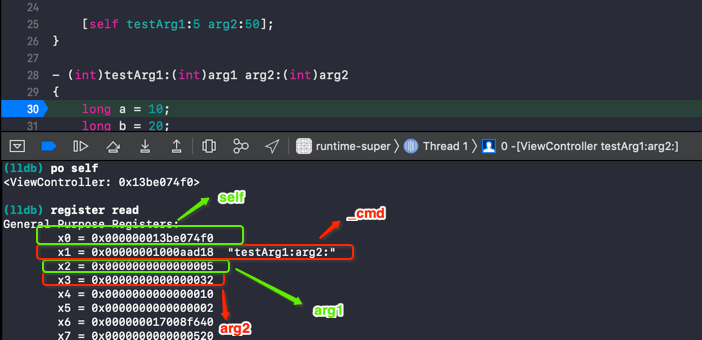 24
25 [self testArg1:5 arg2:50];
26 }
27
28 - (int)testArg1:(int)arg1 arg2:(int)arg2
29 {
30 long a = 10;
31 long b = 20;
runtime-super 〉 Thread 1 〉 0 -[ViewController testArg1:arg2:]
(lldb) po self
<ViewController: 0x13be074f0>
self
(lldb) register read
_cmd
General Purpose Registers:
x0 = 0x000000013be074f0
x1 = 0x00000001000aad18 "testArg1:arg2:"
x2 = 0x0000000000000005
x3 = 0x0000000000000032
x4 = 0x0000000000000010
x5 = 0x0000000000000002
arg1
x6 = 0x000000017008f640
arg2
x7 = 0x0000000000000520